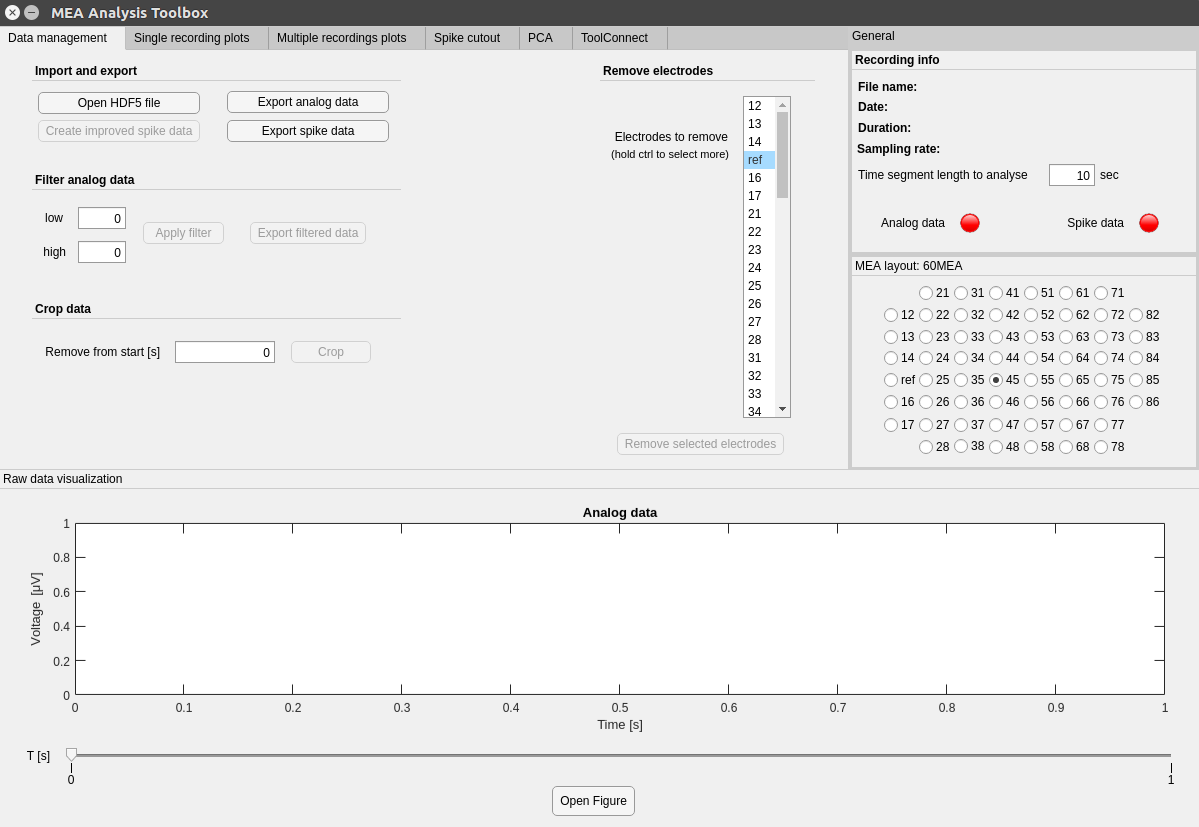 MEA Analysis Toolbox
Data management Single recording plots Multiple recordings plots Spike cutout PCA ToolConnect
Import and export
Open HDF5 file Export analog data
Create improved spike data Export spike data
Filter analog data
low 0
high 0
Apply filter Export filtered data
Crop data
Remove from start [s] 0 Crop
Remove electrodes
Electrodes to remove
(hold ctrl to select more)
12
13
14
ref
16
17
21
22
23
24
25
26
27
28
31
32
33
34
Remove selected electrodes
General
Recording info
File name:
Date:
Duration:
Sampling rate:
Time segment length to analyse 10 sec
Analog data Spike data
MEA layout: 60MEA
21 31 41 51 61 71
12 22 32 42 52 62 72 82
13 23 33 43 53 63 73 83
14 24 34 44 54 64 74 84
ref 25 35 45 55 65 75 85
16 26 36 46 56 66 76 86
17 27 37 47 57 67 77
28 38 48 58 68 78
Raw data visualization
Analog data
Voltage [µV]
1
0.8
0.6
0.4
0.2
0
0 0.1 0.2 0.3 0.4 0.5 0.6 0.7 0.8 0.9 1
Time [s]
T [s]
0 1
Open Figure